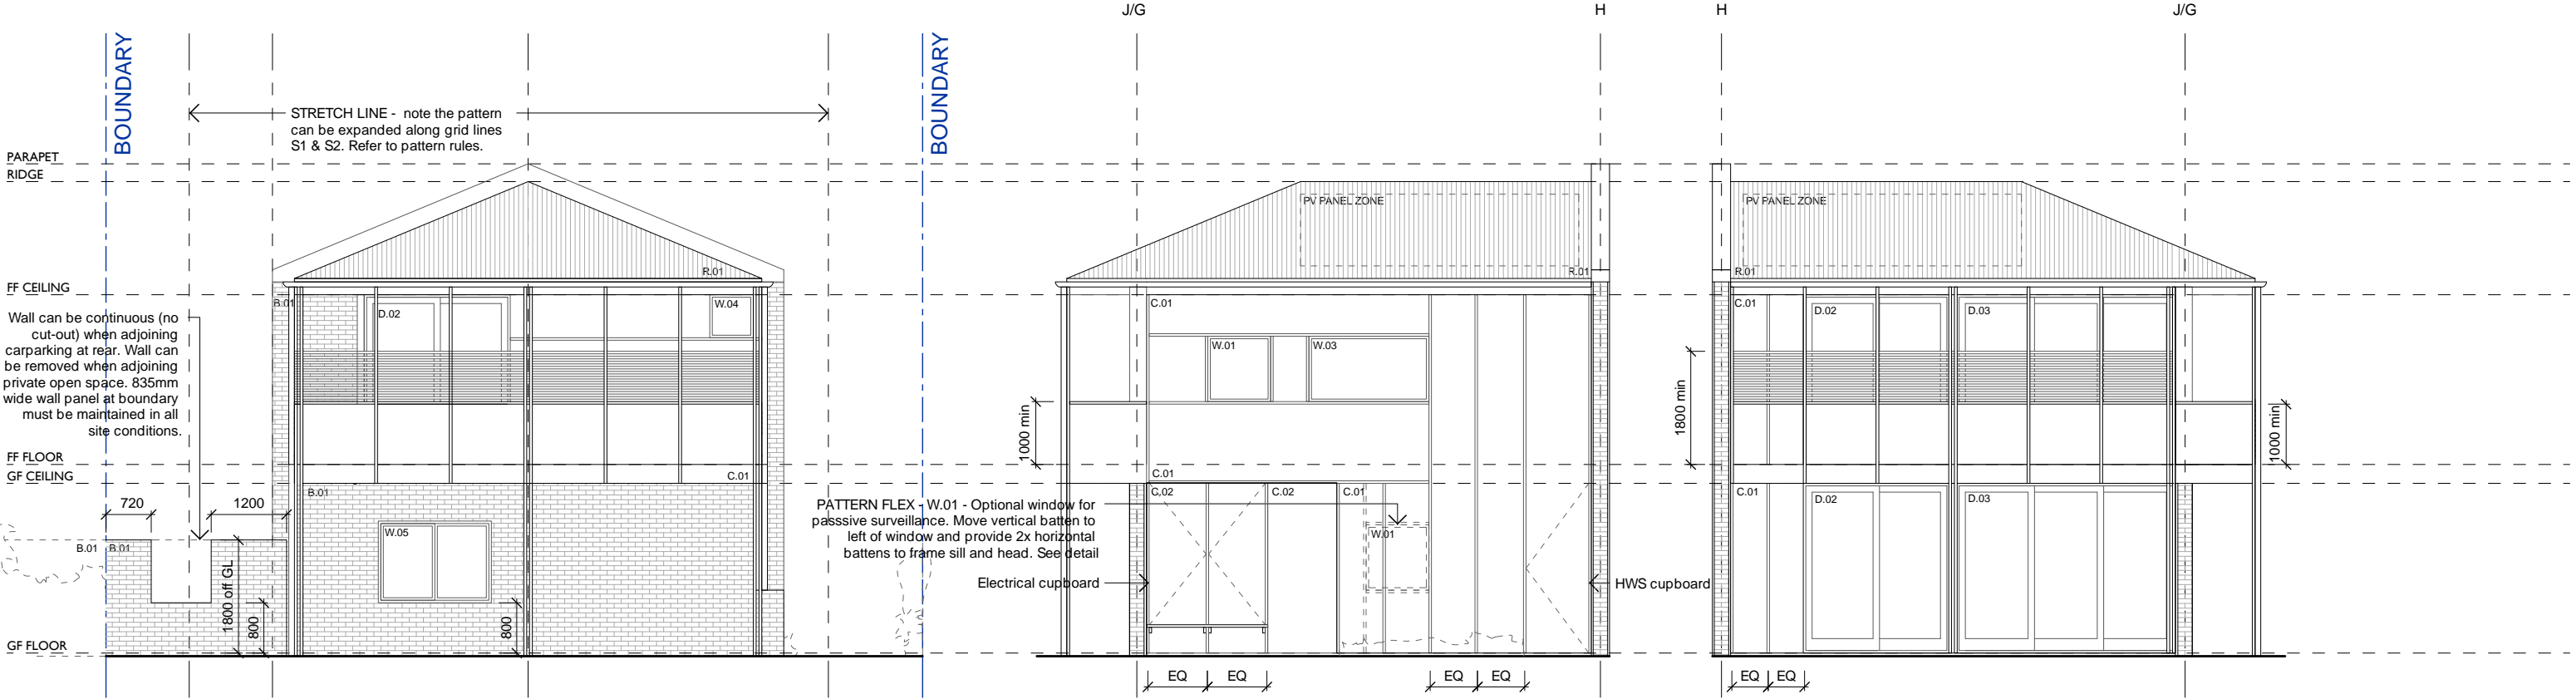 J/G
H
H
J/G
BOUNDARY
BOUNDARY
STRETCH LINE - note the pattern
can be expanded along grid lines
S1 & S2. Refer to pattern rules.
PARAPET
RIDGE
PV PANEL ZONE
PV PANEL ZONE
R.01
R.01
R.01
FF CEILING
B.01
D.02
W.04
C.01
C.01
D.02
D.03
Wall can be continuous (no
cut-out) when adjoining
carparking at rear. Wall can
be removed when adjoining
private open space. 835mm
wide wall panel at boundary
must be maintained in all
site conditions.
W.01
W.03
1000 min
1800 min
1000 min
FF FLOOR
GF CEILING
C.01
C.01
B.01
C.02
C.02
C.01
C.01
D.02
D.03
720
1200
PATTERN FLEX - W.01 - Optional window for
passsive surveillance. Move vertical batten to
left of window and provide 2x horizontal
battens to frame sill and head. See detail
W.05
W.01
B.01
B.01
Electrical cupboard
HWS cupboard
1800 off GL
800
800
GF FLOOR
EQ
EQ
EQ
EQ
EQ
EQ